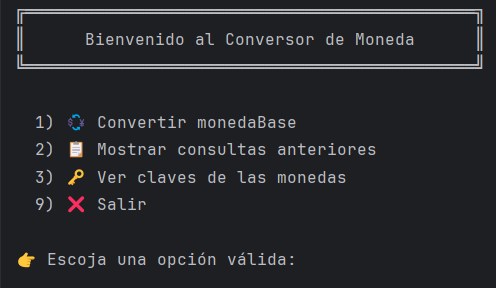 Bienvenido al Conversor de Moneda
1) 💱 Convertir monedaBase
2) 📋 Mostrar consultas anteriores
3) 🔑 Ver claves de las monedas
9) ❌ Salir
👉 Escoja una opción válida: